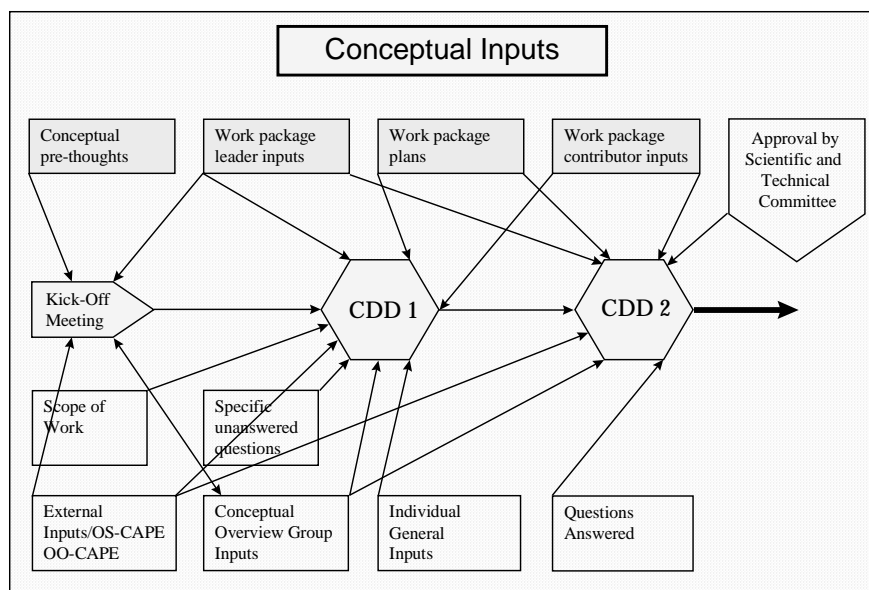 Conceptual Inputs
Conceptual
pre-thoughts
Work package
leader inputs
Work package
plans
Work package
contributor inputs
Approval by
Scientific and
Technical
Committee
Kick-Off
Meeting
CDD 1
CDD 2
Scope of
Work
Specific
unanswered
questions
External
Inputs/OS-CAPE
OO-CAPE
Conceptual
Overview Group
Inputs
Individual
General
Inputs
Questions
Answered